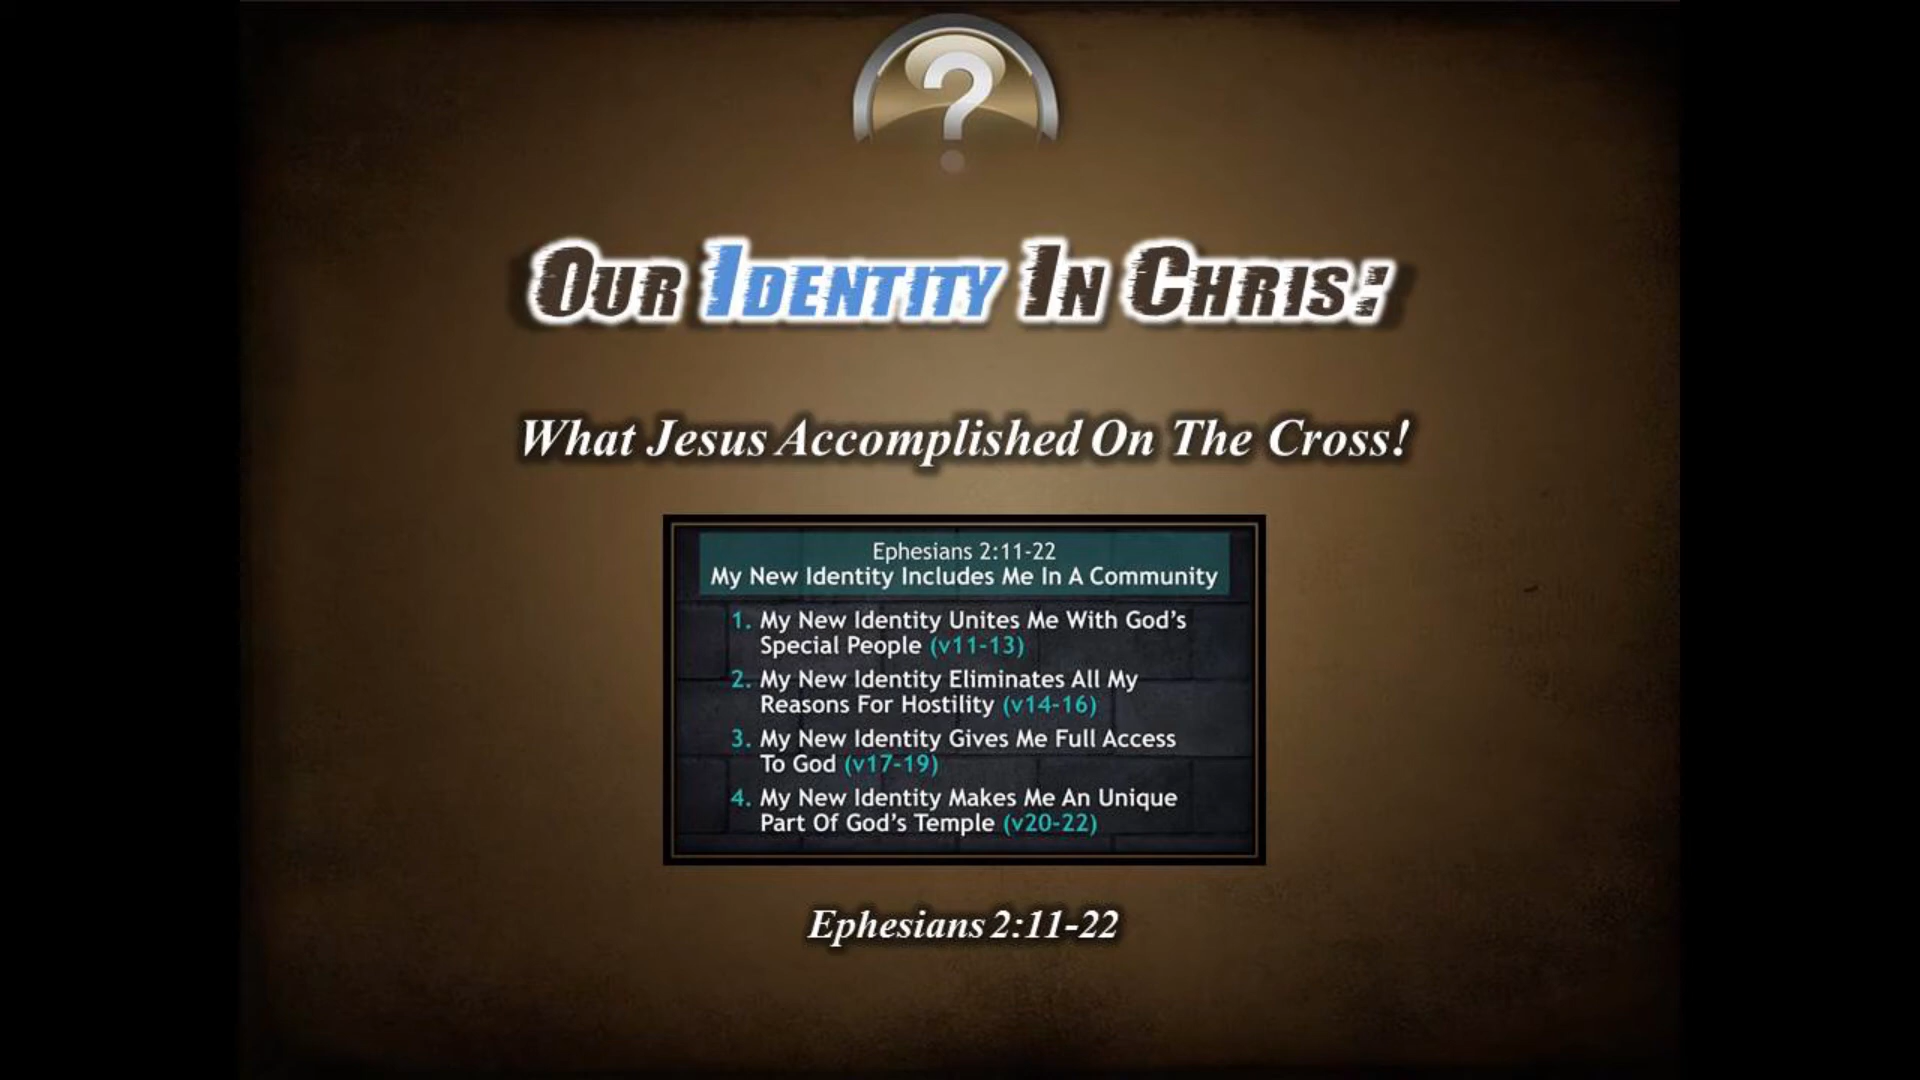 ?
Our Identity In Chris:
What Jesus Accomplished On The Cross!
Ephesians 2:11-22
My New Identity Includes Me In A Community
1. My New Identity Unites Me With God's
Special People (v11-13)
2. My New Identity Eliminates All My
Reasons For Hostility (v14-16)
3. My New Identity Gives Me Full Access
To God (v17-19)
4. My New Identity Makes Me An Unique
Part Of God's Temple (v20-22)
Ephesians 2:11-22